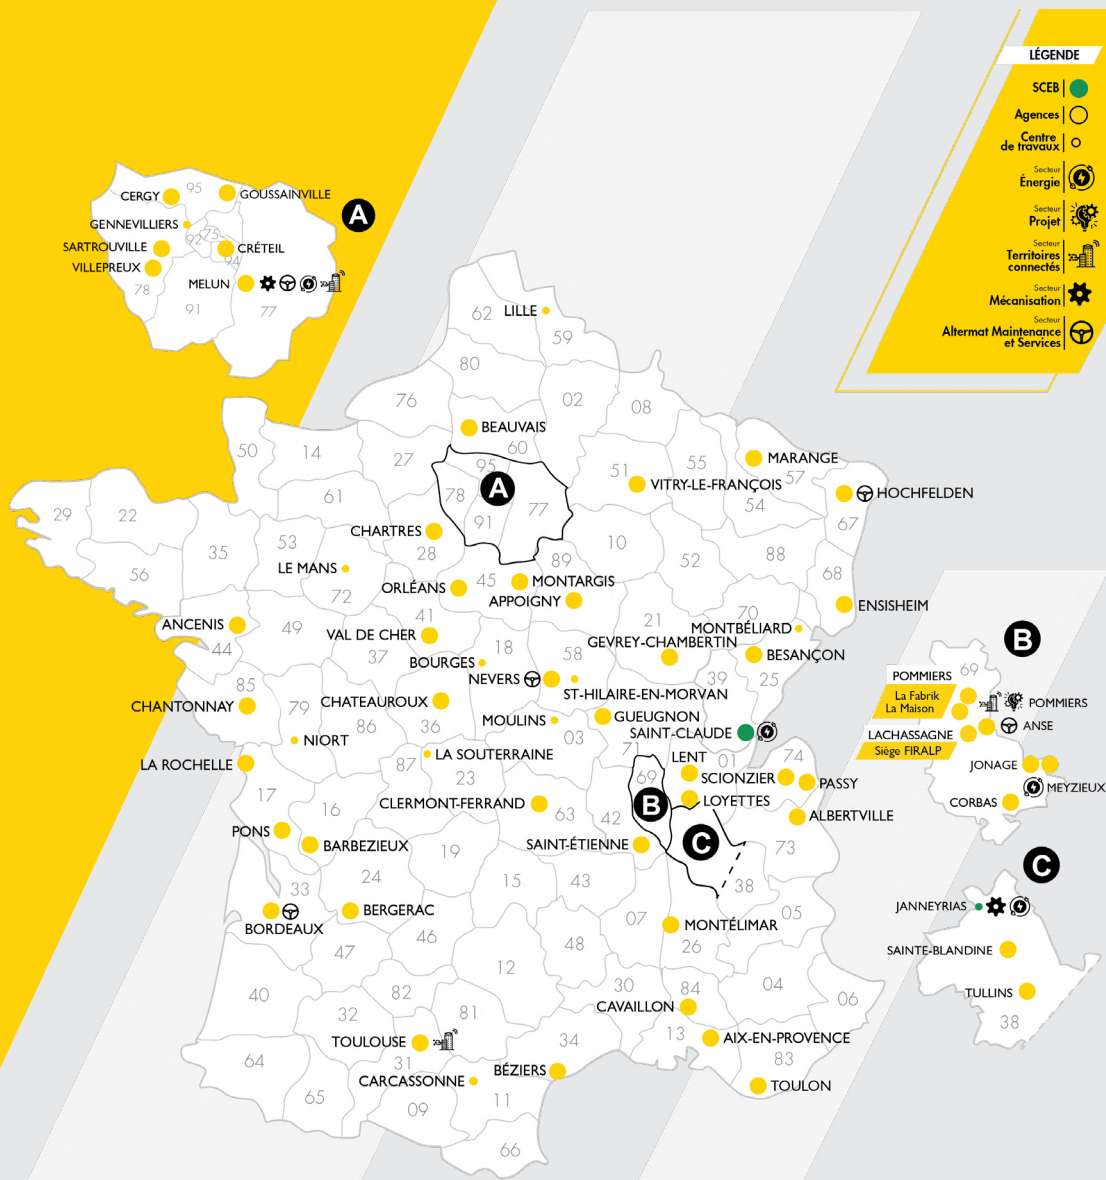 LÉGENDE
SCEB
Agences
Centre
de travaux
Secteur
Énergie
Secteur
Projet
Secteur
Territoires
connectés
Secteur
Mécanisation
Secteur
Altermat Maintenance
et Services
A
CERGY
95
GOUSSAINVILLE
GENNEVILLIERS
92
75
SARTROUVILLE
CRÉTEIL
94
VILLEPREUX
MELUN
78
91
77
62
LILLE
59
80
76
02
08
BEAUVAIS
60
50
14
27
95
A
78
91
77
51
VITRY-LE-FRANÇOIS
55
MARANGE
57
54
HOCHFELDEN
67
61
29
22
35
53
56
CHARTRES
28
10
52
88
68
89
LE MANS
72
ORLÉANS
45
MONTARGIS
APPOIGNY
ENSISHEIM
ANCENIS
44
49
41
VAL DE CHER
37
18
BOURGES
58
21
GEVREY-CHAMBERTIN
70
MONTBÉLIARD
BESANÇON
25
39
NEVERS
ST-HILAIRE-EN-MORVAN
85
CHANTONNAY
79
86
CHATEAUROUX
36
MOULINS
03
GUEUGNON
SAINT-CLAUDE
71
NIORT
LA ROCHELLE
87
LA SOUTERRAINE
23
69
B
LENT
01
74
SCIONZIER
PASSY
LOYETTES
ALBERTVILLE
17
16
CLERMONT-FERRAND
63
42
PONS
BARBEZIEUX
19
SAINT-ÉTIENNE
C
73
38
33
24
15
43
BORDEAUX
BERGERAC
07
MONTÉLIMAR
26
05
47
46
48
12
40
82
30
84
04
06
CAVAILLON
32
81
TOULOUSE
31
34
13
AIX-EN-PROVENCE
83
64
BÉZIERS
CARCASSONNE
TOULON
65
09
11
66
B
69
POMMIERS
La Fabrik
La Maison
POMMIERS
ANSE
LACHASSAGNE
Siège FIRALP
JONAGE
MEYZIEUX
CORBAS
C
JANNEYRIAS
SAINTE-BLANDINE
TULLINS
38